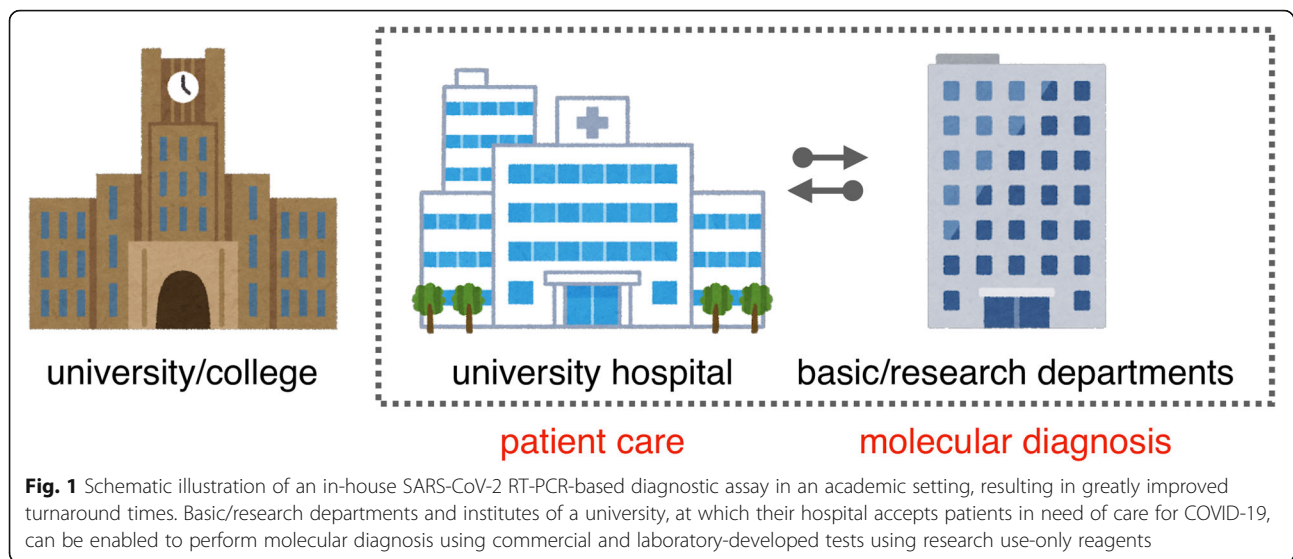 university/college
university hospital
basic/research departments
patient care
molecular diagnosis
Fig. 1 Schematic illustration of an in-house SARS-CoV-2 RT-PCR-based diagnostic assay in an academic setting, resulting in greatly improved
turnaround times. Basic/research departments and institutes of a university, at which their hospital accepts patients in need of care for COVID-19,
can be enabled to perform molecular diagnosis using commercial and laboratory-developed tests using research use-only reagents